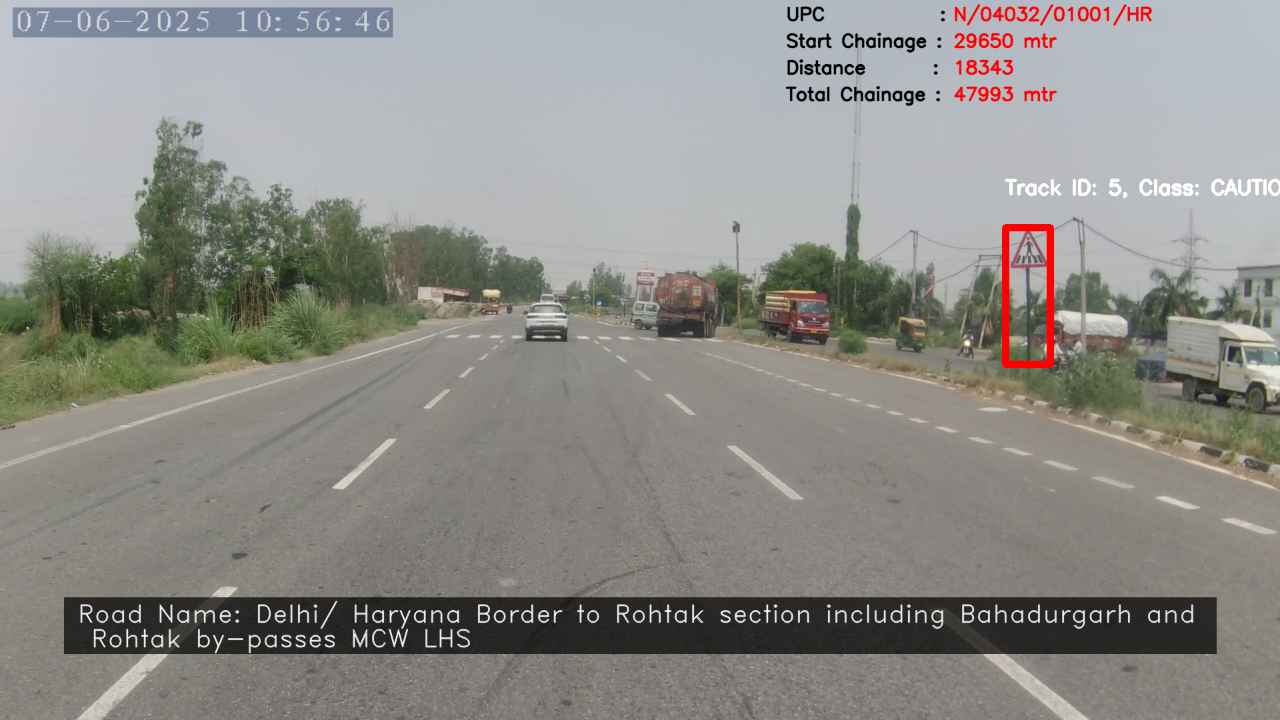 07-06-2025 10:56:46
UPC : N/04032/01001/HR
Start Chainage : 29650 mtr
Distance : 18343
Total Chainage : 47993 mtr
Track ID: 5, Class: CAUTIO
Road Name: Delhi/ Haryana Border to Rohtak section including Bahadurgarh and
Rohtak by-passes MCW LHS